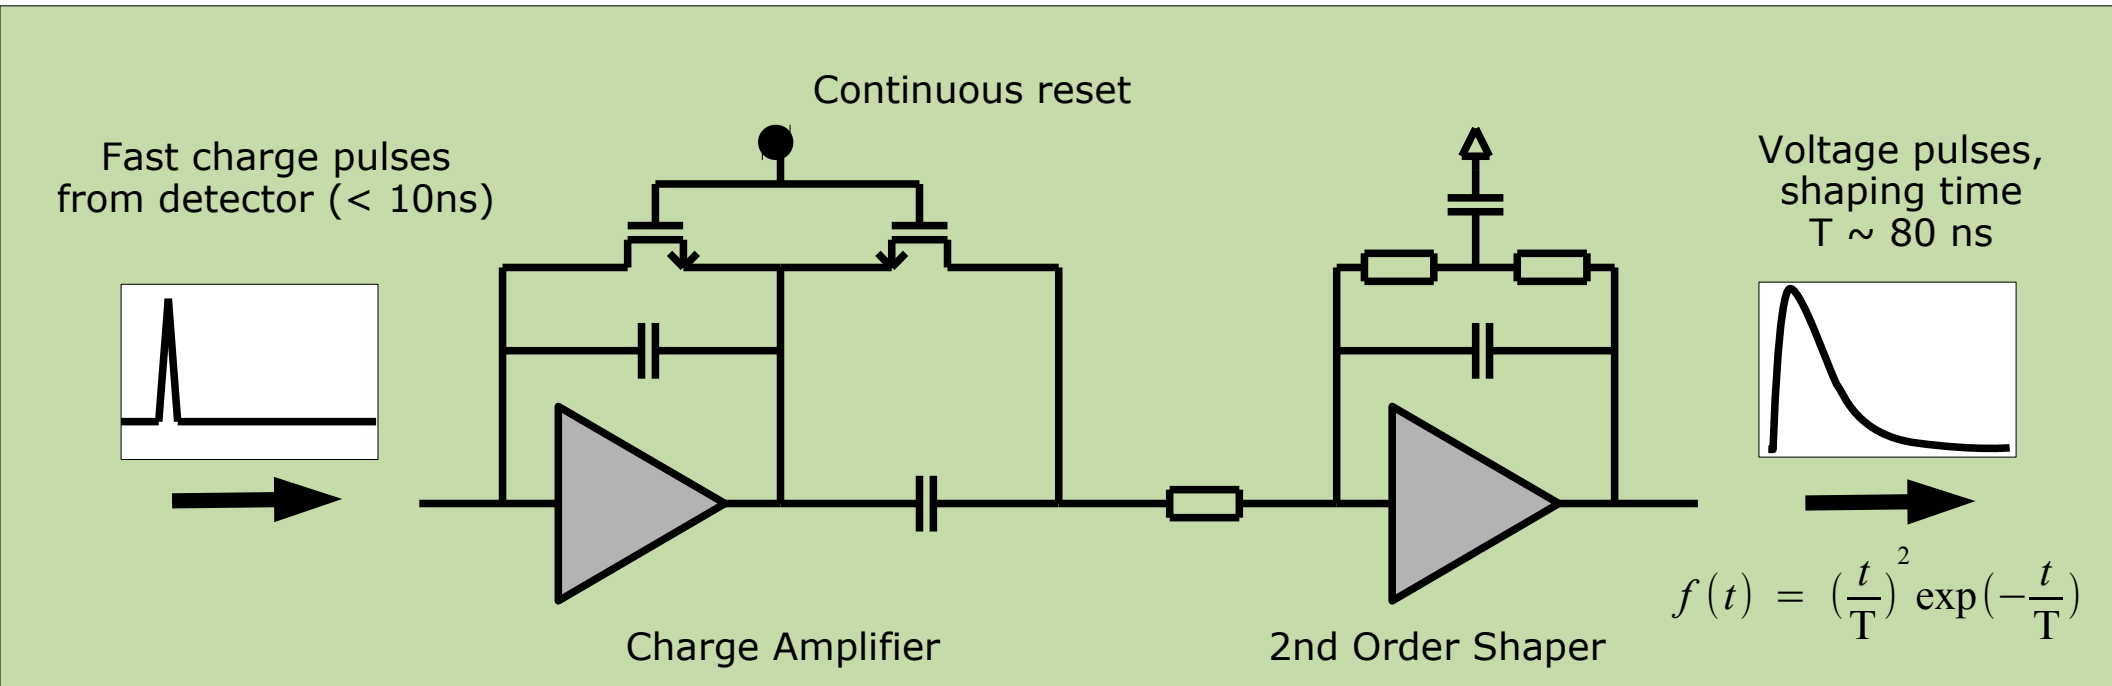 Continuous reset
Fast charge pulses
from detector (< 10ns)
Voltage pulses,
shaping time
T ~ 80 ns
f(t) = (t/T)^2 exp(-t/T)
Charge Amplifier
2nd Order Shaper